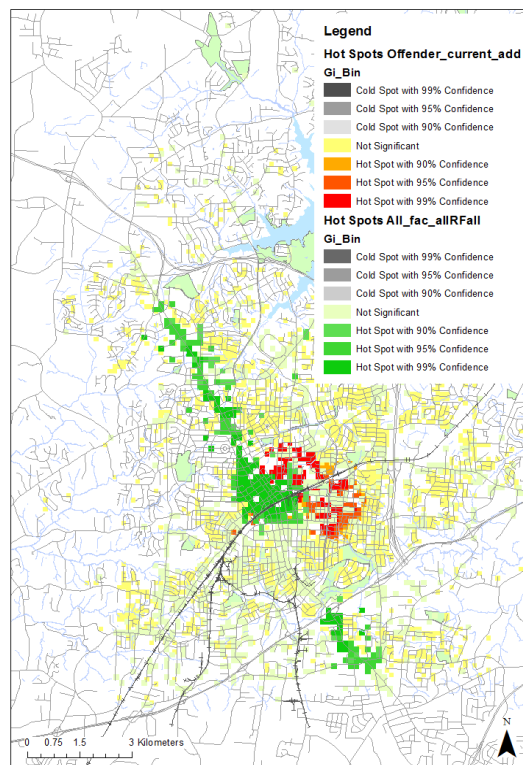 Legend
Hot Spots Offender_current_add
Gi_Bin
Cold Spot with 99% Confidence
Cold Spot with 95% Confidence
Cold Spot with 90% Confidence
Not Significant
Hot Spot with 90% Confidence
Hot Spot with 95% Confidence
Hot Spot with 99% Confidence
Hot Spots All_fac_allRFall
Gi_Bin
Cold Spot with 99% Confidence
Cold Spot with 95% Confidence
Cold Spot with 90% Confidence
Not Significant
Hot Spot with 90% Confidence
Hot Spot with 95% Confidence
Hot Spot with 99% Confidence
N
0 0.75 1.5 3 Kilometers